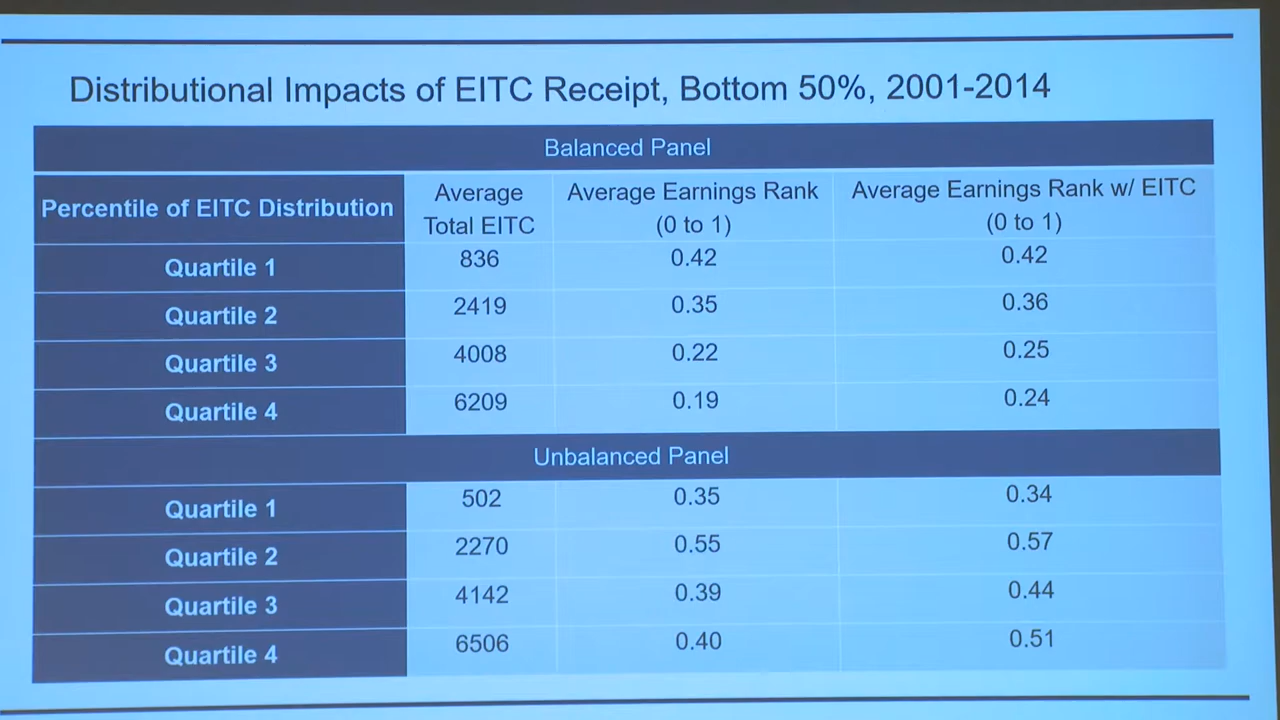 Distributional Impacts of EITC Receipt, Bottom 50%, 2001-2014
Balanced Panel
Percentile of EITC Distribution
Average
Total EITC
Average Earnings Rank
(0 to 1)
Average Earnings Rank w/ EITC
(0 to 1)
Quartile 1 836 0.42 0.42
Quartile 2 2419 0.35 0.36
Quartile 3 4008 0.22 0.25
Quartile 4 6209 0.19 0.24
Unbalanced Panel
Quartile 1 502 0.35 0.34
Quartile 2 2270 0.55 0.57
Quartile 3 4142 0.39 0.44
Quartile 4 6506 0.40 0.51